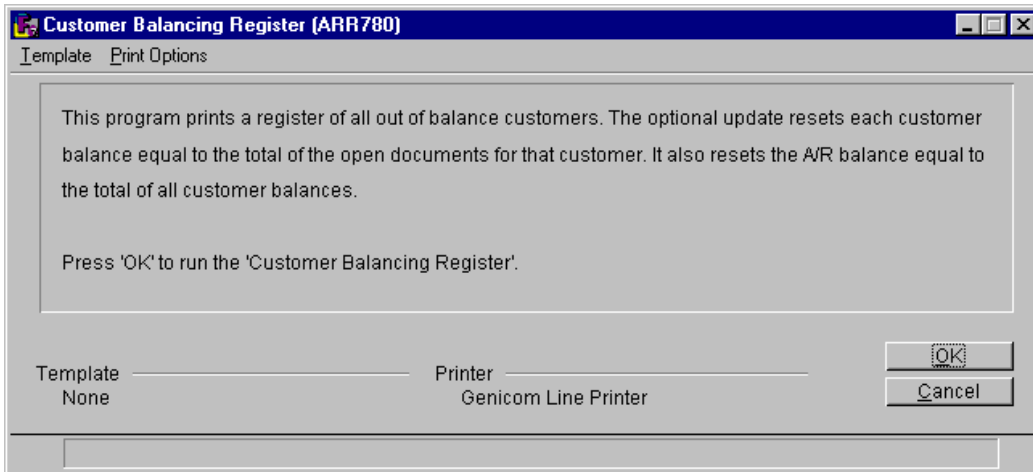 Customer Balancing Register (ARR780)
Template Print Options
This program prints a register of all out of balance customers. The optional update resets each customer
balance equal to the total of the open documents for that customer. It also resets the A/R balance equal to
the total of all customer balances.
Press 'OK' to run the 'Customer Balancing Register'.
OK
Template Printer
None Genicom Line Printer
Cancel